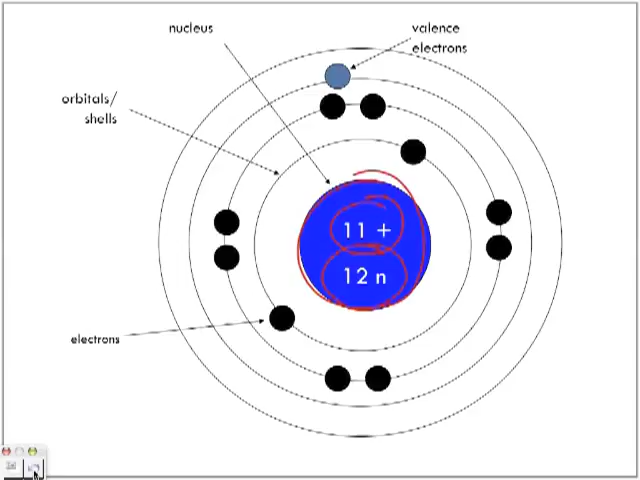 nucleus
valence
electrons
orbitals/
shells
11 +
12 n
electrons